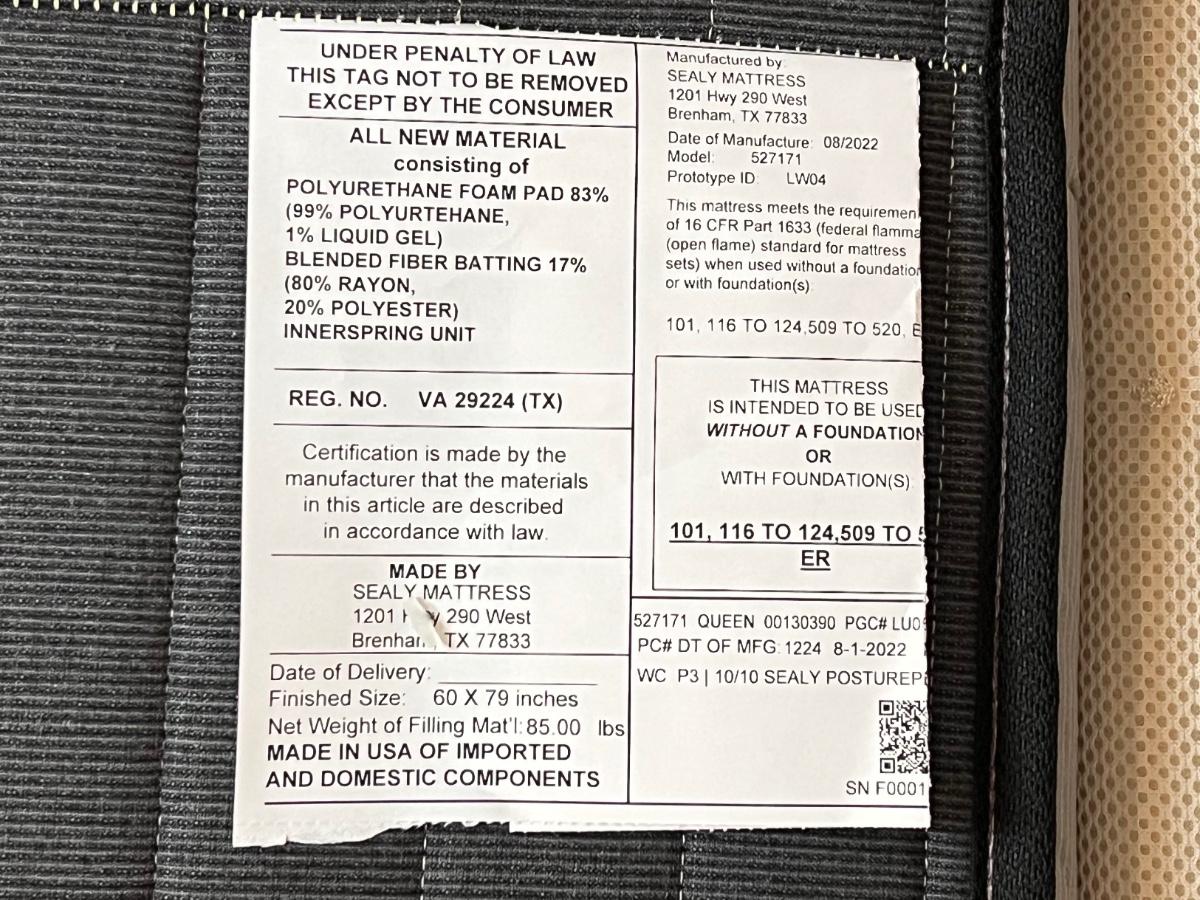 UNDER PENALTY OF LAW
THIS TAG NOT TO BE REMOVED
EXCEPT BY THE CONSUMER
ALL NEW MATERIAL
consisting of
POLYURETHANE FOAM PAD 83%
(99% POLYURTEHANE,
1% LIQUID GEL)
BLENDED FIBER BATTING 17%
(80% RAYON,
20% POLYESTER)
INNERSPRING UNIT
REG. NO. VA 29224 (TX)
Certification is made by the
manufacturer that the materials
in this article are described
in accordance with law.
MADE BY
SEALY MATTRESS
1201 290 West
TX 77833
Date of Delivery:
Finished Size: 60 X 79 inches
Net Weight of Filling Mat'l: 85.00 lbs
MADE IN USA OF IMPORTED
AND DOMESTIC COMPONENTS
Manufactured by:
SEALY MATTRESS
1201 Hwy 290 West
Brenham, TX 77833
Date of Manufacture: 08/2022
Model: 527171
Prototype ID: LW04
This mattress meets the requiremen
of 16 CFR Part 1633 (federal flamma
(open flame) standard for mattress
sets) when used without a foundation
or with foundation(s)
101, 116 TO 124,509 TO 520, E
THIS MATTRESS
IS INTENDED TO BE USED
WITHOUT A FOUNDATION
OR
WITH FOUNDATION(S)
101, 116 TO 124,509 TO 5
ER
527171 QUEEN 00130390 PGC# LU0
PC# DT OF MFG: 1224 8-1-2022
WC P3 | 10/10 SEALY POSTUREP
SN F0001